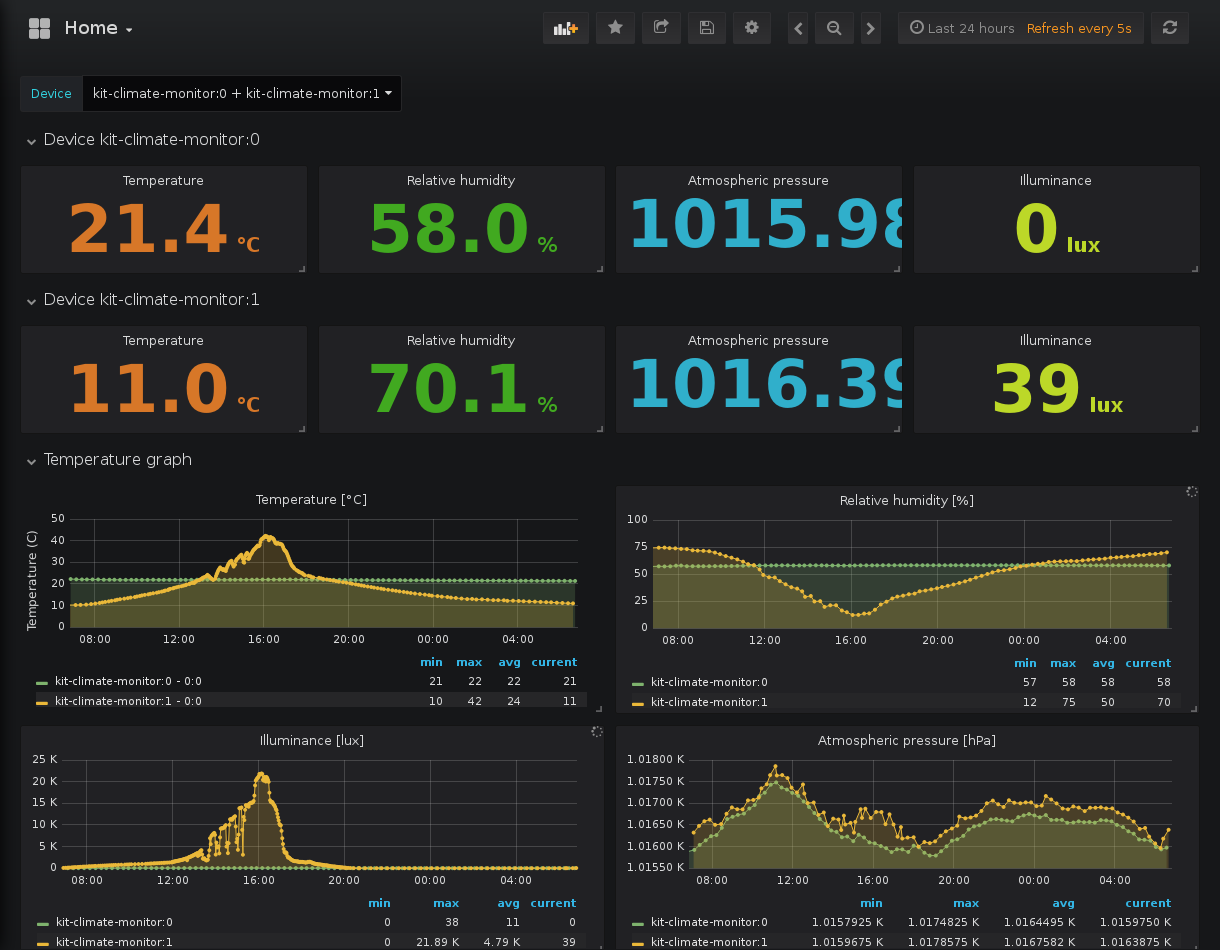 Home
Last 24 hours Refresh every 5s
Device kit-climate-monitor:0 + kit-climate-monitor:1
Device kit-climate-monitor:0
Temperature Relative humidity Atmospheric pressure Illuminance
21.4 °C 58.0 % 1015.98 0 lux
Device kit-climate-monitor:1
Temperature Relative humidity Atmospheric pressure Illuminance
11.0 °C 70.1 % 1016.39 39 lux
Temperature graph
Temperature [°C]
Temperature (C)
50
40
30
20
10
0
08:00 12:00 16:00 20:00 00:00 04:00
min max avg current
kit-climate-monitor:0 - 0:0 21 22 22 21
kit-climate-monitor:1 - 0:0 10 42 24 11
Relative humidity [%]
100
75
50
25
0
08:00 12:00 16:00 20:00 00:00 04:00
min max avg current
kit-climate-monitor:0 57 58 58 58
kit-climate-monitor:1 12 75 50 70
Illuminance [lux]
25 K
20 K
15 K
10 K
5 K
0
08:00 12:00 16:00 20:00 00:00 04:00
min max avg current
kit-climate-monitor:0 0 38 11 0
kit-climate-monitor:1 0 21.89 K 4.79 K 39
Atmospheric pressure [hPa]
1.01800 K
1.01750 K
1.01700 K
1.01650 K
1.01600 K
1.01550 K
08:00 12:00 16:00 20:00 00:00 04:00
min max avg current
kit-climate-monitor:0 1.0157925 K 1.0174825 K 1.0164495 K 1.0159750 K
kit-climate-monitor:1 1.0159675 K 1.0178575 K 1.0167582 K 1.0163875 K